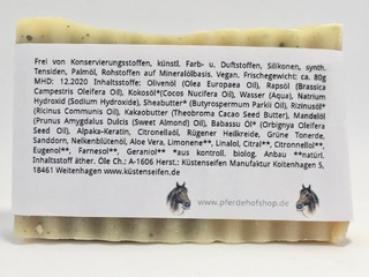 Frei von Konservierungsstoffen, künstl. Farb- u. Duftstoffen, Silikonen, synth.
Tensiden, Palmöl, Rohstoffen auf Mineralölbasis. Vegan. Frischegewicht: ca. 80g
MHD: 12.2020 Inhaltsstoffe: Olivenöl (Olea Europaea Oil), Rapsöl (Brassica
Campestris Oleifera Oil), Kokosöl*(Cocos Nucifera Oil), Wasser (Aqua), Natrium
Hydroxid (Sodium Hydroxide), Sheabutter* (Butyrospermum Parkii Oil), Rizinusöl*
(Ricinus Communis Oil), Kakaobutter (Theobroma Cacao Seed Butter), Mandelöl
(Prunus Amygdalus Dulcis (Sweet Almond) Oil), Babassu Öl* (Orbignya Oleifera
Seed Oil), Alpaka-Keratin, Citronellaöl, Rügener Heilkreide, Grüne Tonerde,
Sanddorn, Nelkenblütenöl, Aloe Vera, Limonene**, Linalol, Citral**, Citronnellol**,
Eugenol**, Farnesol**, Geraniol** *aus kontroll. biolog. Anbau **natürl.
Inhaltsstoff äther. Öle Ch.: A-1606 Herst.: Küstenseifen Manufaktur Koitenhagen 5,
18461 Weitenhagen www.küstenseifen.de
www.pferdehofshop.de